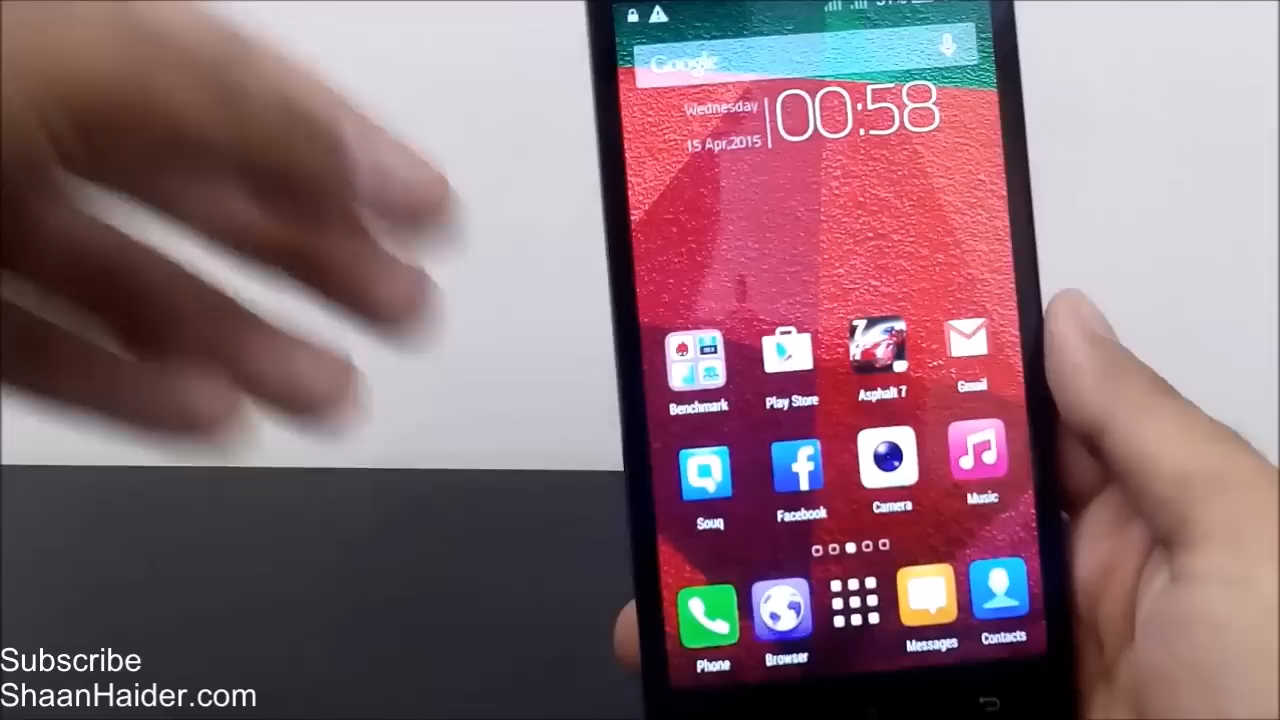 Google
Wednesday
15 Apr,2015
00:58
Benchmark
Play Store
7
Asphalt 7
Gmail
Souq
Facebook
Camera
Music
Phone
Browser
Messages
Contacts
Subscribe
ShaanHaider.com